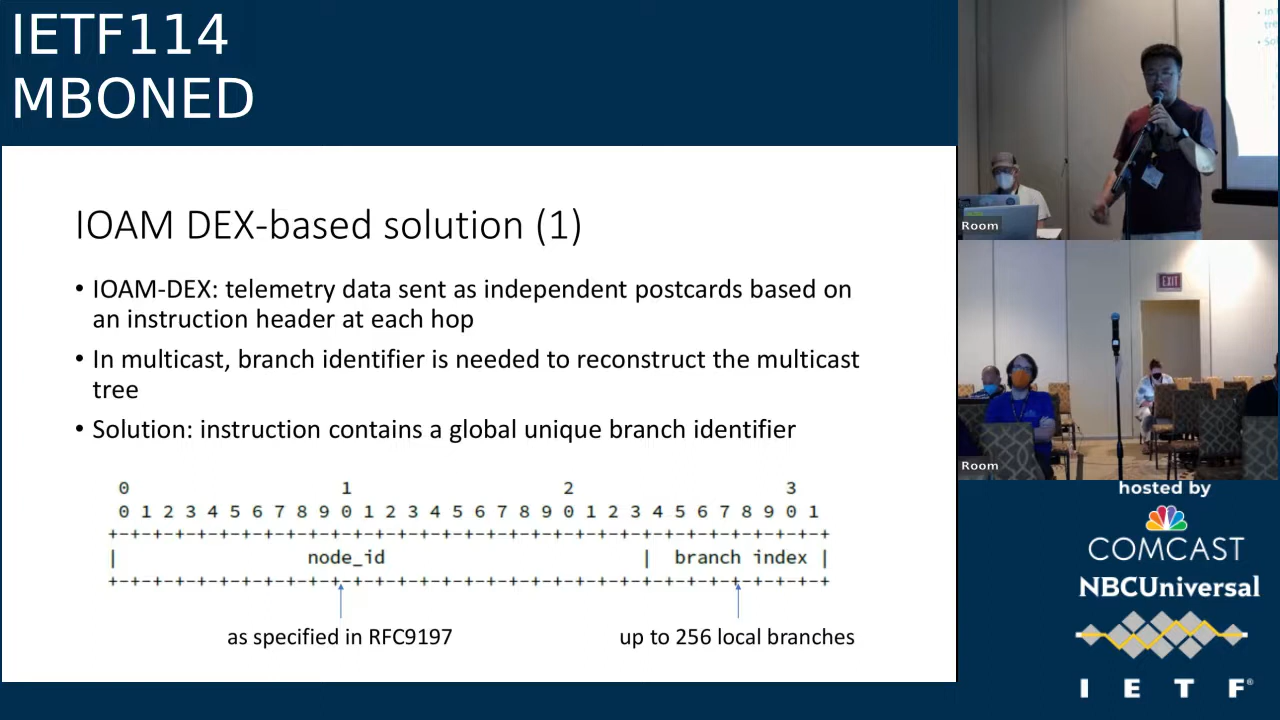 IETF114
MBONED
IOAM DEX-based solution (1)
• IOAM-DEX: telemetry data sent as independent postcards based on
an instruction header at each hop
• In multicast, branch identifier is needed to reconstruct the multicast
tree
• Solution: instruction contains a global unique branch identifier
0 1 2 3
0 1 2 3 4 5 6 7 8 9 0 1 2 3 4 5 6 7 8 9 0 1 2 3 4 5 6 7 8 9 0 1
+-+-+-+-+-+-+-+-+-+-+-+-+-+-+-+-+-+-+-+-+-+-+-+-+-+-+-+-+-+-+-+-+
| node_id | branch index |
+-+-+-+-+-+-+-+-+-+-+-+-+-+-+-+-+-+-+-+-+-+-+-+-+-+-+-+-+-+-+-+-+
as specified in RFC9197
up to 256 local branches
Room
EXIT
Room
hosted by
COMCAST
NBCUniversal
I E T F®